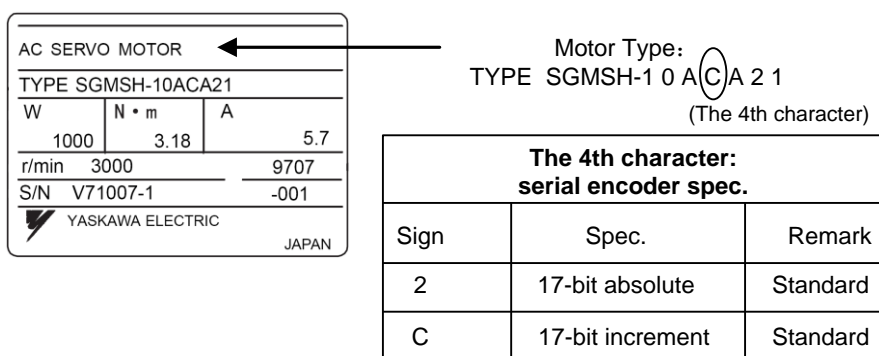 AC SERVO MOTOR
TYPE SGMSH-10ACA21
W N・m A
1000 3.18 5.7
r/min 3000 9707
S/N V71007-1 -001
YASKAWA ELECTRIC
JAPAN
Motor Type：
TYPE SGMSH-1 0 A C A 2 1
(The 4th character)
The 4th character:
serial encoder spec.
Sign Spec. Remark
2 17-bit absolute Standard
C 17-bit increment Standard